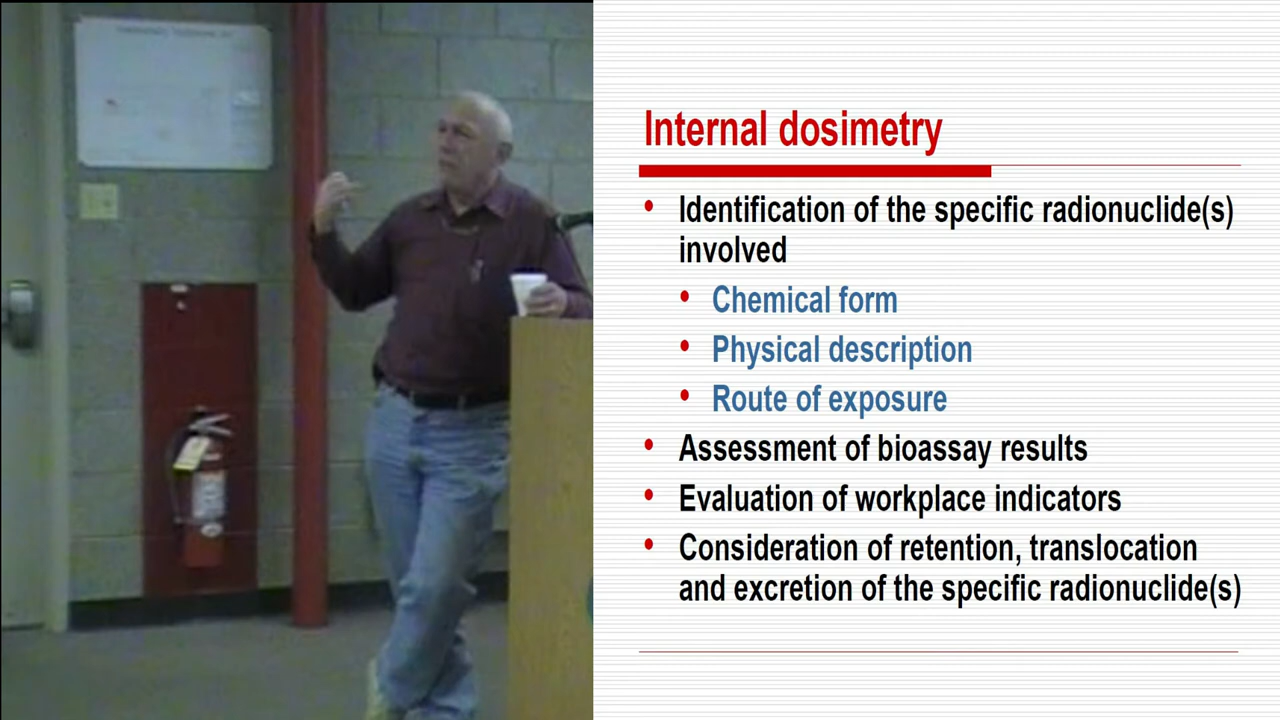 Internal dosimetry
• Identification of the specific radionuclide(s)
involved
• Chemical form
• Physical description
• Route of exposure
• Assessment of bioassay results
• Evaluation of workplace indicators
• Consideration of retention, translocation
and excretion of the specific radionuclide(s)